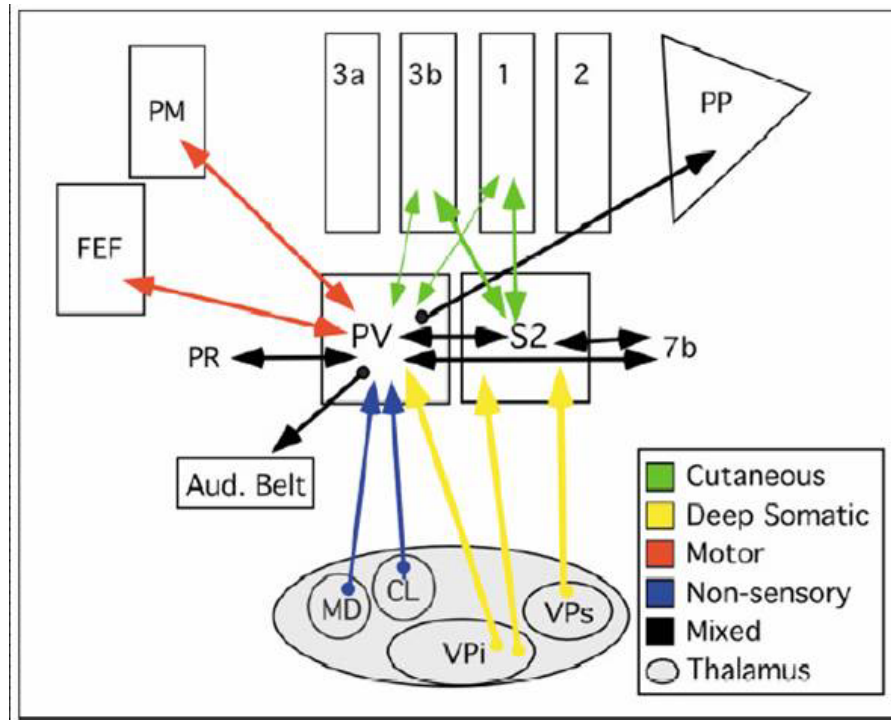 3a 3b 1 2
PM
PP
FEF
PV S2
PR 7b
Aud. Belt
Cutaneous
Deep Somatic
Motor
Non-sensory
Mixed
Thalamus
MD CL VPs
VPi